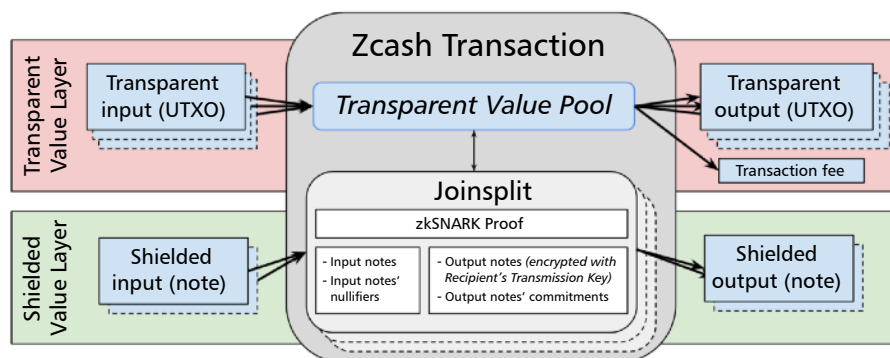 Zcash Transaction
Transparent
Value Layer
Transparent
input (UTXO)
Transparent Value Pool
Transparent
output (UTXO)
Transaction fee
Joinsplit
zkSNARK Proof
Shielded
Value Layer
Shielded
input (note)
- Input notes
- Input notes'
nullifiers
- Output notes (encrypted with
Recipient's Transmission Key)
- Output notes' commitments
Shielded
output (note)